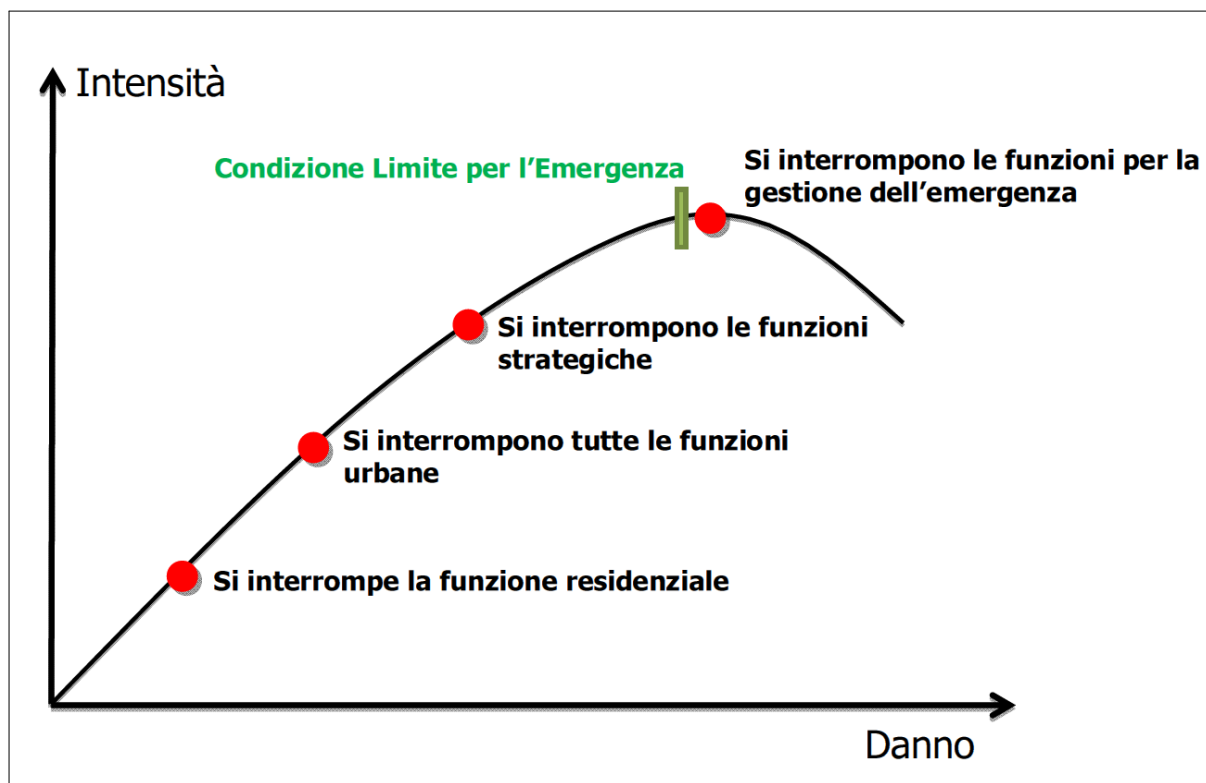 Intensità
Condizione Limite per l'Emergenza
Si interrompono le funzioni per la
gestione dell'emergenza
Si interrompono le funzioni
strategiche
Si interrompono tutte le funzioni
urbane
Si interrompe la funzione residenziale
Danno